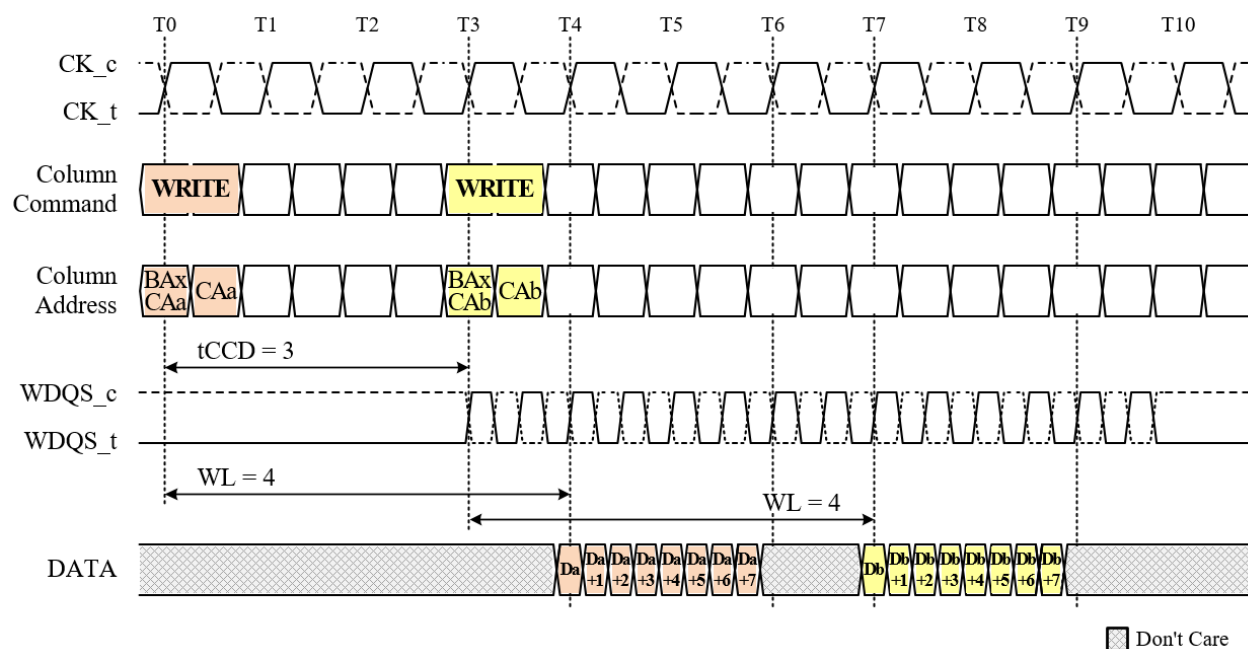 T0 T1 T2 T3 T4 T5 T6 T7 T8 T9 T10
CK_c
CK_t
Column
Command
WRITE WRITE
Column
Address
BAx
CAa
CAa
BAx
CAb
CAb
tCCD = 3
WDQS_c
WDQS_t
WL = 4
WL = 4
DATA
Da
Da
+1
Da
+2
Da
+3
Da
+4
Da
+5
Da
+6
Da
+7
Db
Db
+1
Db
+2
Db
+3
Db
+4
Db
+5
Db
+6
Db
+7
Don't Care